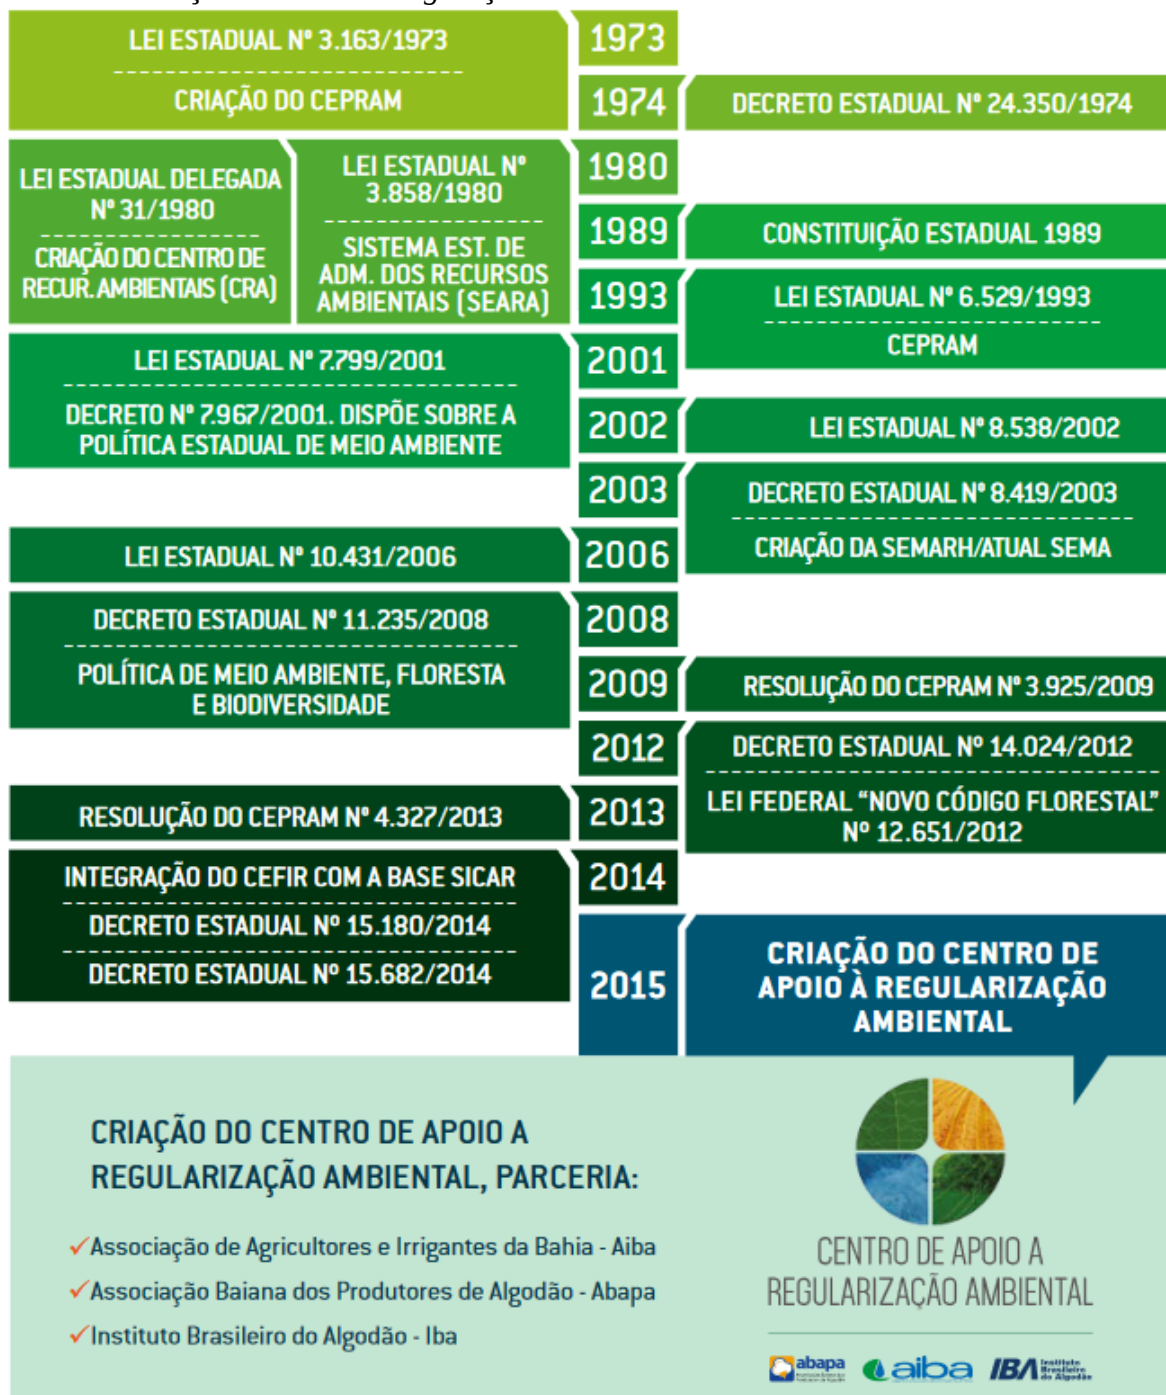 LEI ESTADUAL Nº 3.163/1973
CRIAÇÃO DO CEPRAM
1973
1974
DECRETO ESTADUAL Nº 24.350/1974
LEI ESTADUAL DELEGADA
Nº 31/1980
CRIAÇÃO DO CENTRO DE
RECUR. AMBIENTAIS (CRA)
LEI ESTADUAL Nº
3.858/1980
SISTEMA EST. DE
ADM. DOS RECURSOS
AMBIENTAIS (SEARA)
1980
1989
CONSTITUIÇÃO ESTADUAL 1989
1993
LEI ESTADUAL Nº 6.529/1993
CEPRAM
LEI ESTADUAL Nº 7.799/2001
DECRETO Nº 7.967/2001. DISPÕE SOBRE A
POLÍTICA ESTADUAL DE MEIO AMBIENTE
2001
2002
LEI ESTADUAL Nº 8.538/2002
2003
DECRETO ESTADUAL Nº 8.419/2003
CRIAÇÃO DA SEMARH/ATUAL SEMA
LEI ESTADUAL Nº 10.431/2006
2006
DECRETO ESTADUAL Nº 11.235/2008
POLÍTICA DE MEIO AMBIENTE, FLORESTA
E BIODIVERSIDADE
2008
2009
RESOLUÇÃO DO CEPRAM Nº 3.925/2009
2012
DECRETO ESTADUAL Nº 14.024/2012
LEI FEDERAL “NOVO CÓDIGO FLORESTAL”
Nº 12.651/2012
RESOLUÇÃO DO CEPRAM Nº 4.327/2013
2013
INTEGRAÇÃO DO CEFIR COM A BASE SICAR
DECRETO ESTADUAL Nº 15.180/2014
DECRETO ESTADUAL Nº 15.682/2014
2014
2015
CRIAÇÃO DO CENTRO DE
APOIO À REGULARIZAÇÃO
AMBIENTAL
CRIAÇÃO DO CENTRO DE APOIO A
REGULARIZAÇÃO AMBIENTAL, PARCERIA:
✓Associação de Agricultores e Irrigantes da Bahia - Aiba
✓Associação Baiana dos Produtores de Algodão - Abapa
✓Instituto Brasileiro do Algodão - Iba
CENTRO DE APOIO A
REGULARIZAÇÃO AMBIENTAL
abapa
aiba
IBA Instituto
Brasileiro
do Algodão